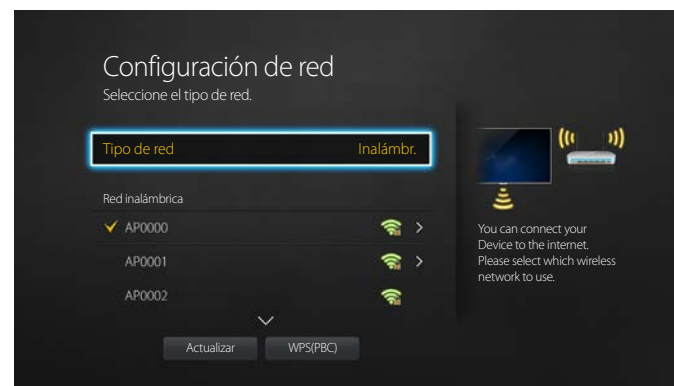 Configuración de red
Seleccione el tipo de red.
Tipo de red Inalámbr.
Red inalámbrica
AP0000
AP0001
AP0002
Actualizar WPS(PBC)
You can connect your
Device to the internet.
Please select which wireless
network to use.